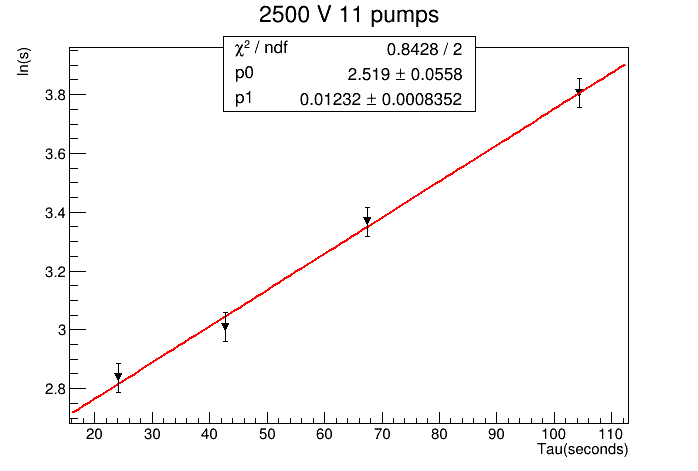 2500 V 11 pumps
χ² / ndf 0.8428 / 2
p0 2.519 ± 0.0558
p1 0.01232 ± 0.0008352
ln(s)
3.8
3.6
3.4
3.2
3
2.8
20 30 40 50 60 70 80 90 100 110
Tau(seconds)